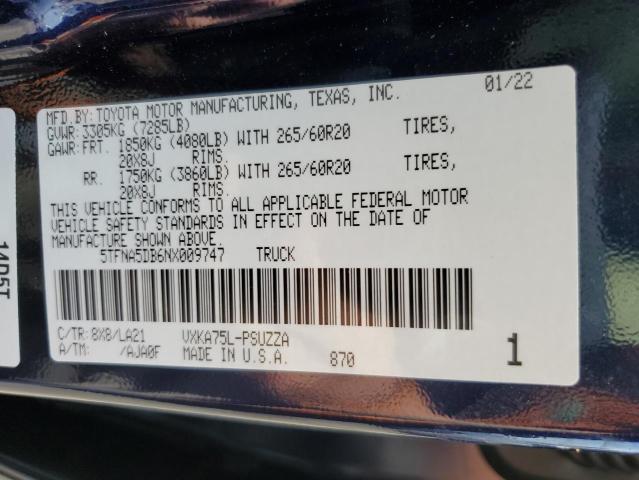 01/22
MFD.BY: TOYOTA MOTOR MANUFACTURING, TEXAS, INC.
GVWR: 3305KG (7285LB)
GAWR: FRT. 1850KG (4080LB) WITH 265/60R20 TIRES,
20X8J RIMS.
RR. 1750KG (3860LB) WITH 265/60R20 TIRES,
20X8J RIMS.
THIS VEHICLE CONFORMS TO ALL APPLICABLE FEDERAL MOTOR
VEHICLE SAFETY STANDARDS IN EFFECT ON THE DATE OF
MANUFACTURE SHOWN ABOVE.
5TFNA5DB6NX009747 TRUCK
C/TR: 8X8/LA21 VXKA75L-PSUZZA
A/TM: /AJA0F MADE IN U.S.A. 870 1
14D5T